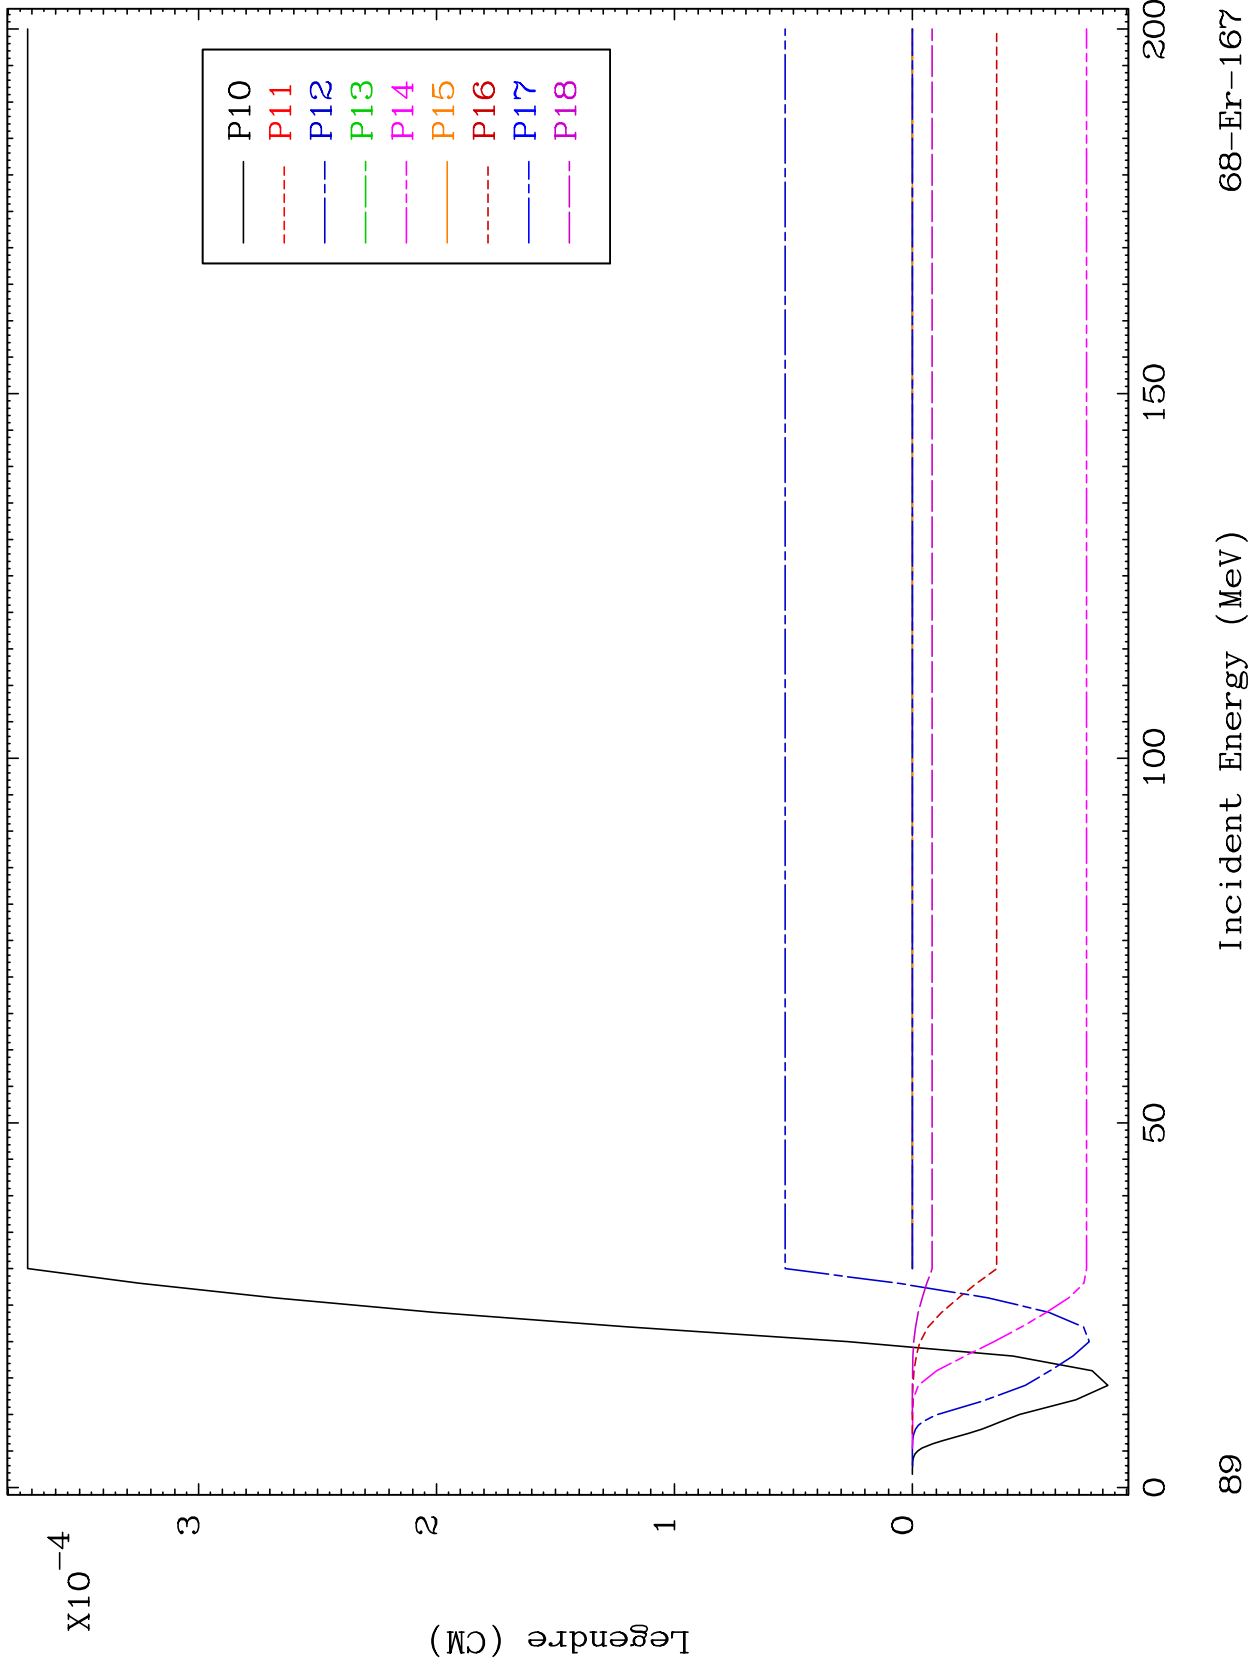 X10-4
3
2
1
0
Legendre (CM)
P10
P11
P12
P13
P14
P15
P16
P17
P18
0
50
100
150
200
89
Incident Energy (MeV)
68-Er-167